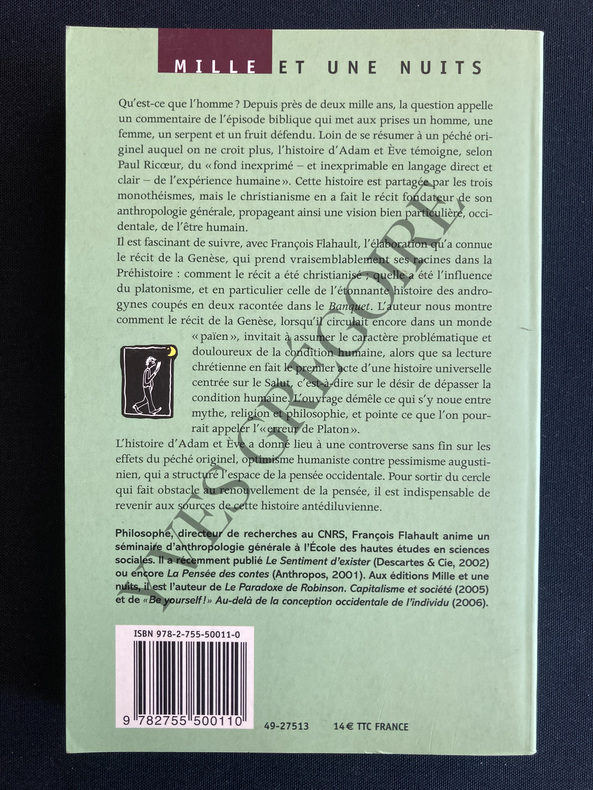 MILLE ET UNE NUITS
Qu'est-ce que l'homme ? Depuis près de deux mille ans, la question appelle
un commentaire de l'épisode biblique qui met aux prises un homme, une
femme, un serpent et un fruit défendu. Loin de se résumer à un péché ori-
ginel auquel on ne croit plus, l'histoire d'Adam et Ève témoigne, selon
Paul Ricœur, du « fond inexprimé – et inexprimable en langage direct et
clair – de l'expérience humaine ». Cette histoire est partagée par les trois
monothéismes, mais le christianisme en a fait le récit fondateur de son
anthropologie générale, propageant ainsi une vision bien particulière, occi-
dentale, de l'être humain.
Il est fascinant de suivre, avec François Flahault, l'élaboration qu'a connue
le récit de la Genèse, qui prend vraisemblablement ses racines dans la
Préhistoire : comment le récit a été christianisé ; quelle a été l'influence
du platonisme, et en particulier celle de l'étonnante histoire des andro-
gynes coupés en deux racontée dans le Banquet. L'auteur nous montre
comment le récit de la Genèse, lorsqu'il circulait encore dans un monde
« païen », invitait à assumer le caractère problématique et
douloureux de la condition humaine, alors que sa lecture
chrétienne en fait le premier acte d'une histoire universelle
centrée sur le Salut, c'est-à-dire sur le désir de dépasser la
condition humaine. L'ouvrage démêle ce qui s'y noue entre
mythe, religion et philosophie, et pointe ce que l'on pour-
rait appeler l'« erreur de Platon ».
L'histoire d'Adam et Ève a donné lieu à une controverse sans fin sur les
effets du péché originel, optimisme humaniste contre pessimisme augusti-
nien, qui a structuré l'espace de la pensée occidentale. Pour sortir du cercle
qui fait obstacle au renouvellement de la pensée, il est indispensable de
revenir aux sources de cette histoire antédiluvienne.
Philosophe, directeur de recherches au CNRS, François Flahault anime un
séminaire d'anthropologie générale à l'École des hautes études en sciences
sociales. Il a récemment publié Le Sentiment d'exister (Descartes & Cie, 2002)
ou encore La Pensée des contes (Anthropos, 2001). Aux éditions Mille et une
nuits, il est l'auteur de Le Paradoxe de Robinson. Capitalisme et société (2005)
et de « Be yourself ! » Au-delà de la conception occidentale de l'individu (2006).
ISBN 978-2-755-50011-0
9 782755 500110
49-27513 14 € TTC FRANCE
YVES GRÉGOIRE